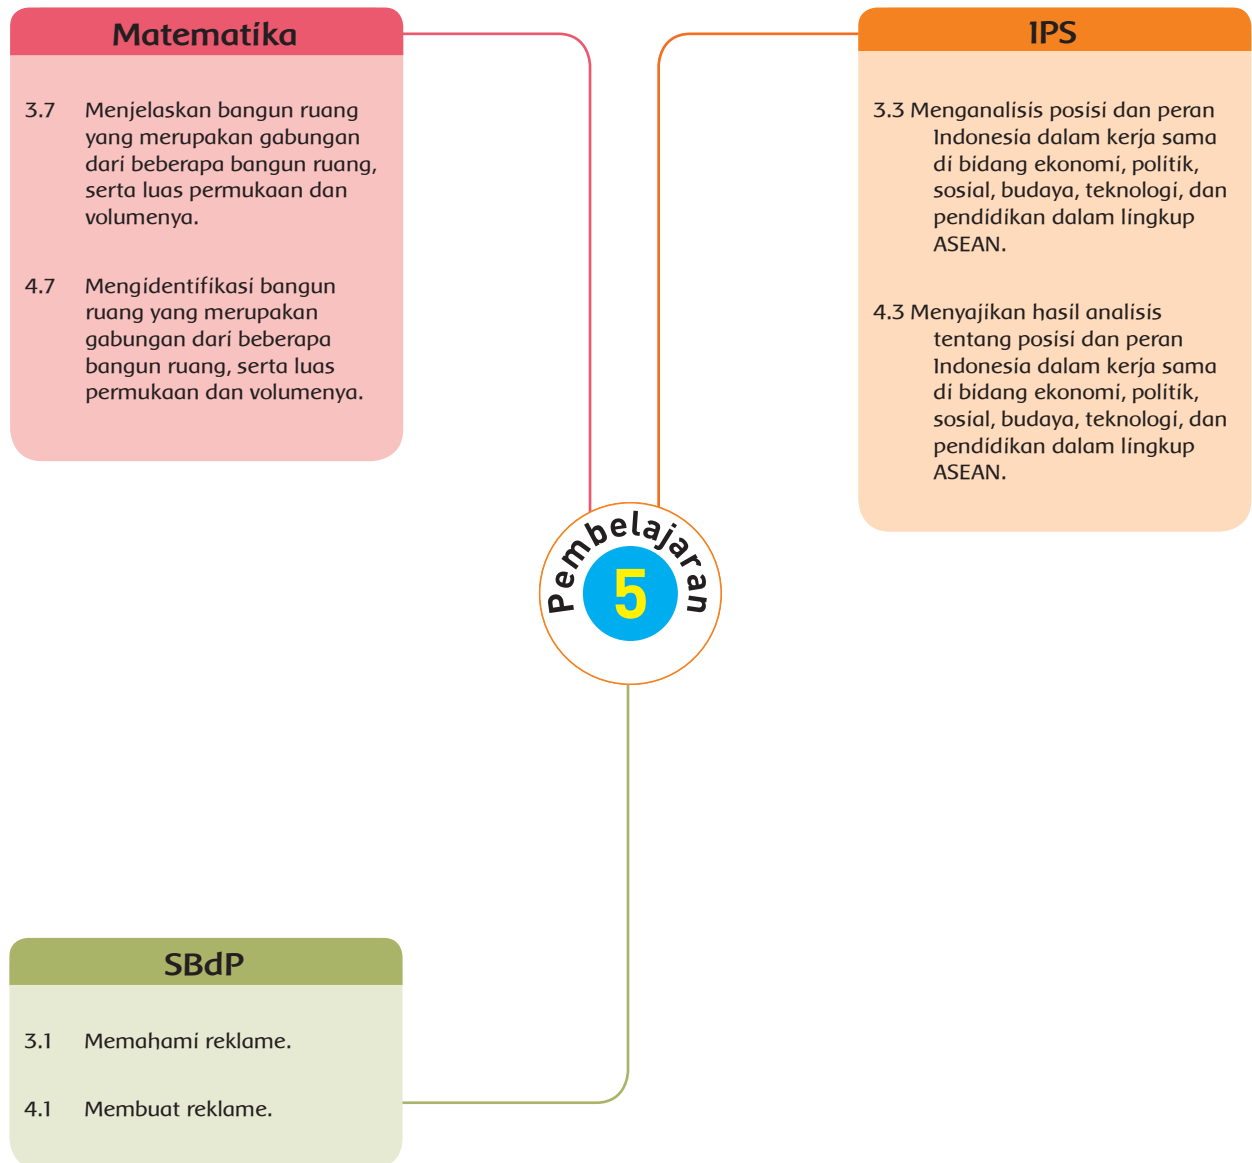 Matematika
3.7 Menjelaskan bangun ruang
yang merupakan gabungan
dari beberapa bangun ruang,
serta luas permukaan dan
volumenya.
4.7 Mengidentifikasi bangun
ruang yang merupakan
gabungan dari beberapa
bangun ruang, serta luas
permukaan dan volumenya.
IPS
3.3 Menganalisis posisi dan peran
Indonesia dalam kerja sama
di bidang ekonomi, politik,
sosial, budaya, teknologi, dan
pendidikan dalam lingkup
ASEAN.
4.3 Menyajikan hasil analisis
tentang posisi dan peran
Indonesia dalam kerja sama
di bidang ekonomi, politik,
sosial, budaya, teknologi, dan
pendidikan dalam lingkup
ASEAN.
Pembelajaran
5
SBdP
3.1 Memahami reklame.
4.1 Membuat reklame.